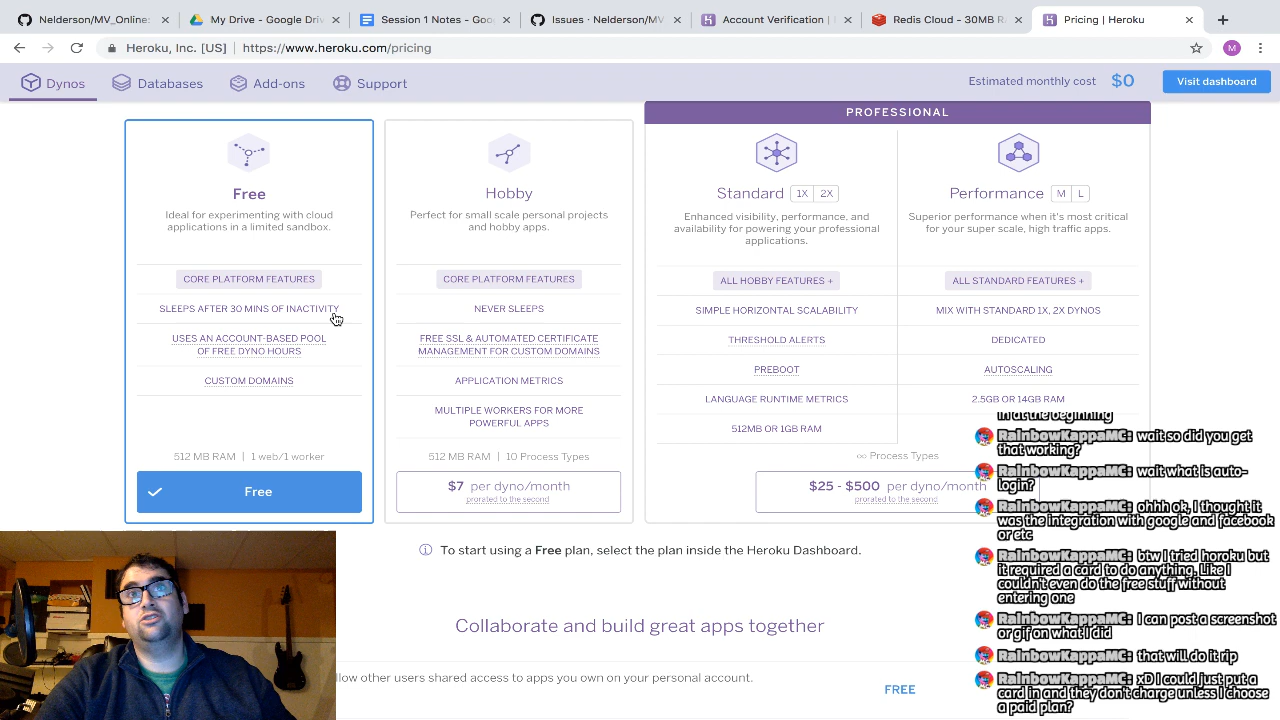 Nelderson/MV_Online
My Drive - Google Driv
Session 1 Notes - Goo
Issues · Nelderson/MV
Account Verification |
Redis Cloud - 30MB R
Pricing | Heroku
Heroku, Inc. [US] | https://www.heroku.com/pricing
M
Dynos
Databases
Add-ons
Support
Estimated monthly cost $0
Visit dashboard
PROFESSIONAL
Free
Ideal for experimenting with cloud
applications in a limited sandbox.
CORE PLATFORM FEATURES
SLEEPS AFTER 30 MINS OF INACTIVITY
USES AN ACCOUNT-BASED POOL
OF FREE DYNO HOURS
CUSTOM DOMAINS
512 MB RAM | 1 web/1 worker
Free
Hobby
Perfect for small scale personal projects
and hobby apps.
CORE PLATFORM FEATURES
NEVER SLEEPS
FREE SSL & AUTOMATED CERTIFICATE
MANAGEMENT FOR CUSTOM DOMAINS
APPLICATION METRICS
MULTIPLE WORKERS FOR MORE
POWERFUL APPS
512 MB RAM | 10 Process Types
$7 per dyno/month
prorated to the second
Standard 1X 2X
Enhanced visibility, performance, and
availability for powering your professional
applications.
ALL HOBBY FEATURES +
SIMPLE HORIZONTAL SCALABILITY
THRESHOLD ALERTS
PREBOOT
LANGUAGE RUNTIME METRICS
512MB OR 1GB RAM
Performance M L
Superior performance when it's most critical
for your super scale, high traffic apps.
ALL STANDARD FEATURES +
MIX WITH STANDARD 1X, 2X DYNOS
DEDICATED
AUTOSCALING
2.5GB OR 14GB RAM
∞ Process Types
$25 - $500 per dyno/month
prorated to the second
To start using a Free plan, select the plan inside the Heroku Dashboard.
Collaborate and build great apps together
llow other users shared access to apps you own on your personal account.
FREE
in at the beginning
RainbowKappaMC: wait so did you get
that working?
RainbowKappaMC: wait what is auto-
login?
RainbowKappaMC: ohhh ok, I thought it
was the integration with google and facebook
or etc
RainbowKappaMC: btw I tried horoku but
it required a card to do anything. Like I
couldn't even do the free stuff without
entering one
RainbowKappaMC: I can post a screenshot
or gif on what I did
RainbowKappaMC: that will do it rip
RainbowKappaMC: xD I could just put a
card in and they don't charge unless I choose
a paid plan?